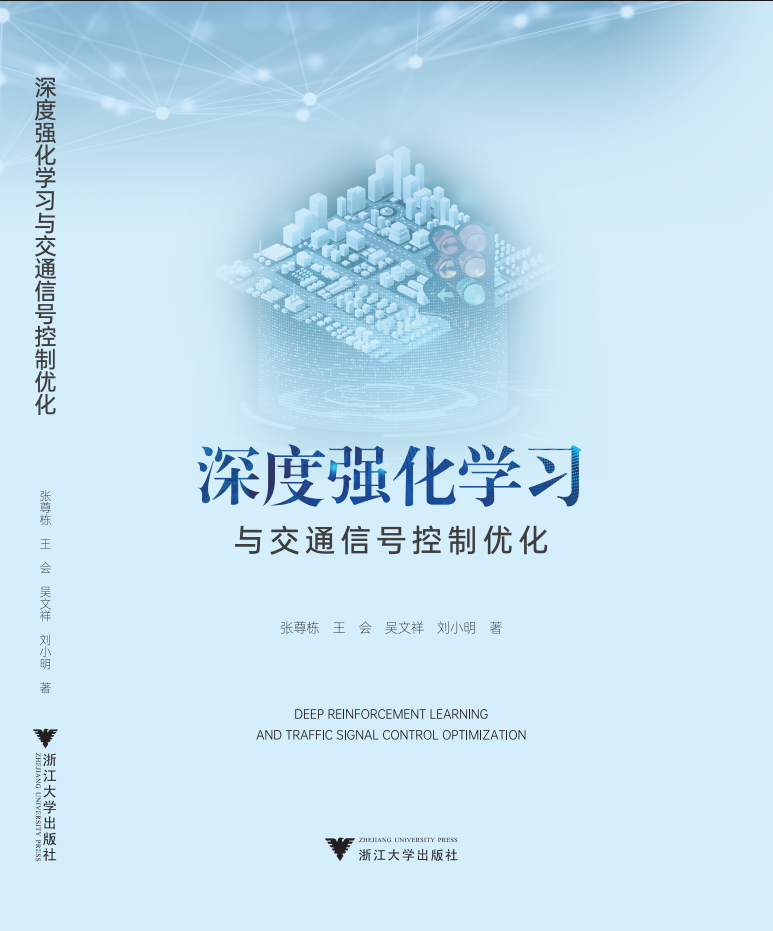 深度强化学习与交通信号控制优化
张尊栋 王 会 吴文祥 刘小明 著
浙江大学出版社
ZHEJIANG UNIVERSITY PRESS
深度强化学习
与交通信号控制优化
张尊栋 王 会 吴文祥 刘小明 著
DEEP REINFORCEMENT LEARNING
AND TRAFFIC SIGNAL CONTROL OPTIMIZATION
ZHEJIANG UNIVERSITY PRESS
浙江大学出版社